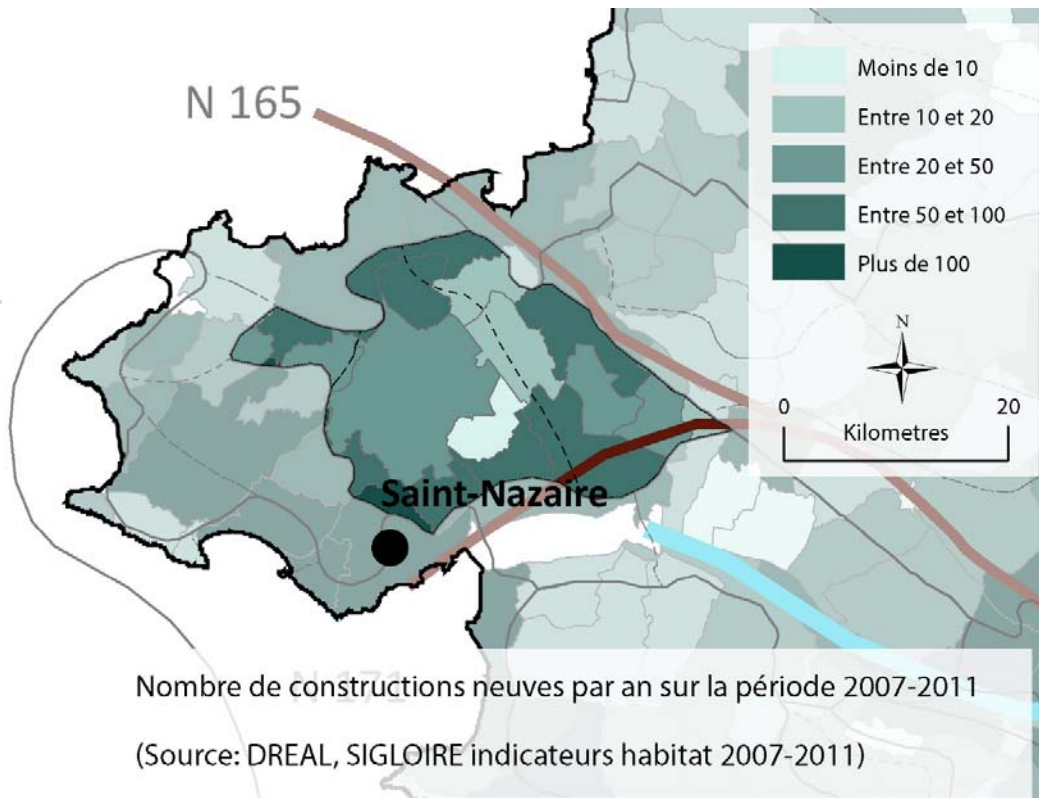 N 165
Moins de 10
Entre 10 et 20
Entre 20 et 50
Entre 50 et 100
Plus de 100
N
0 20
Kilometres
Saint-Nazaire
N 171
Nombre de constructions neuves par an sur la période 2007-2011
(Source: DREAL, SIGLOIRE indicateurs habitat 2007-2011)